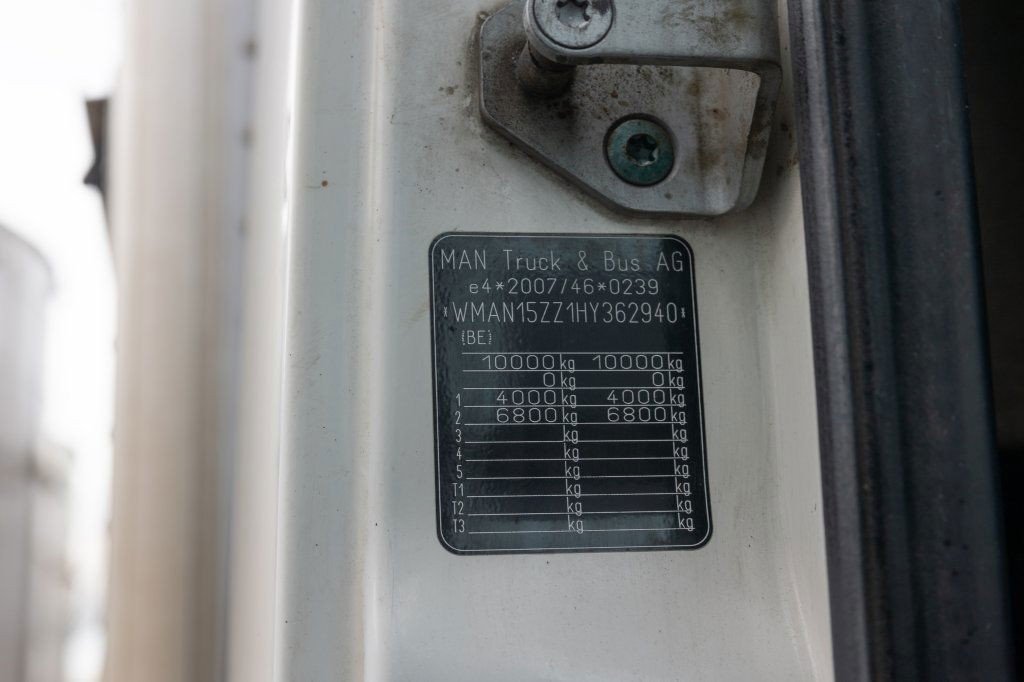 MAN Truck & Bus AG
e4*2007/46*0239
*WMAN15ZZ1HY362940*
(BE)
10000 kg 10000 kg
0 kg 0 kg
1 4000 kg 4000 kg
2 6800 kg 6800 kg
3 kg kg
4 kg kg
5 kg kg
T1 kg kg
T2 kg kg
T3 kg kg